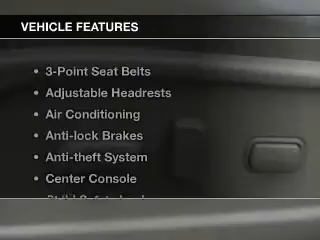 VEHICLE FEATURES
• 3-Point Seat Belts
• Adjustable Headrests
• Air Conditioning
• Anti-lock Brakes
• Anti-theft System
• Center Console